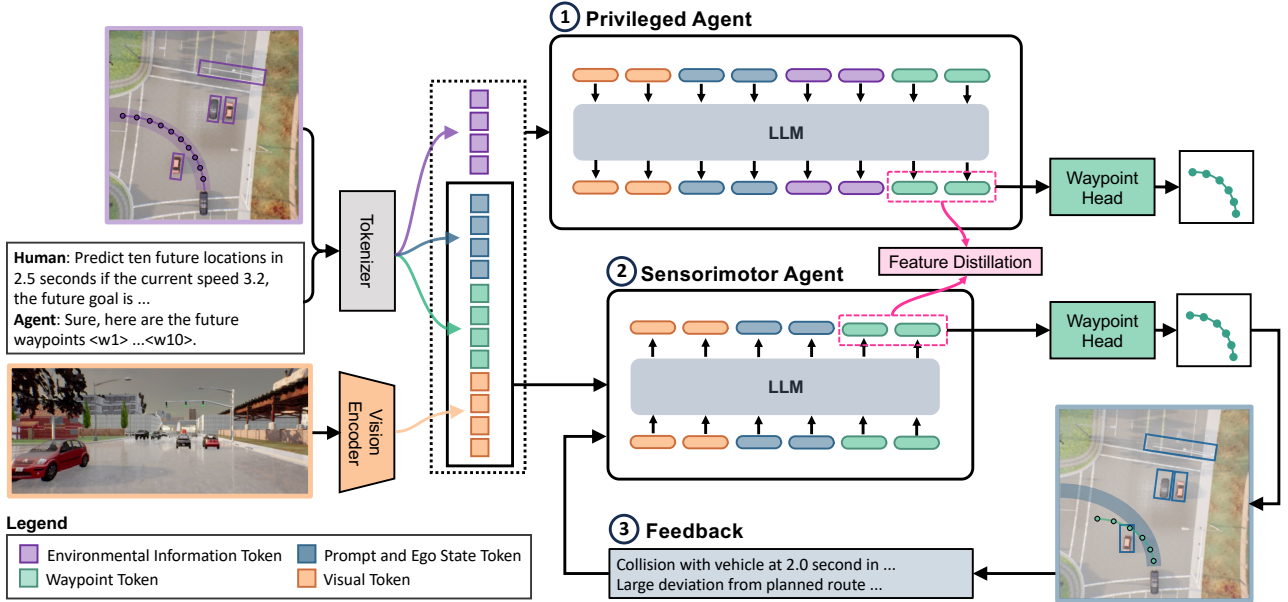 1 Privileged Agent
LLM
Waypoint
Head
Tokenizer
Human: Predict ten future locations in
2.5 seconds if the current speed 3.2,
the future goal is ...
Agent: Sure, here are the future
waypoints <w1> ...<w10>.
Feature Distillation
2 Sensorimotor Agent
LLM
Waypoint
Head
Vision
Encoder
3 Feedback
Collision with vehicle at 2.0 second in ...
Large deviation from planned route ...
Legend
Environmental Information Token
Prompt and Ego State Token
Waypoint Token
Visual Token